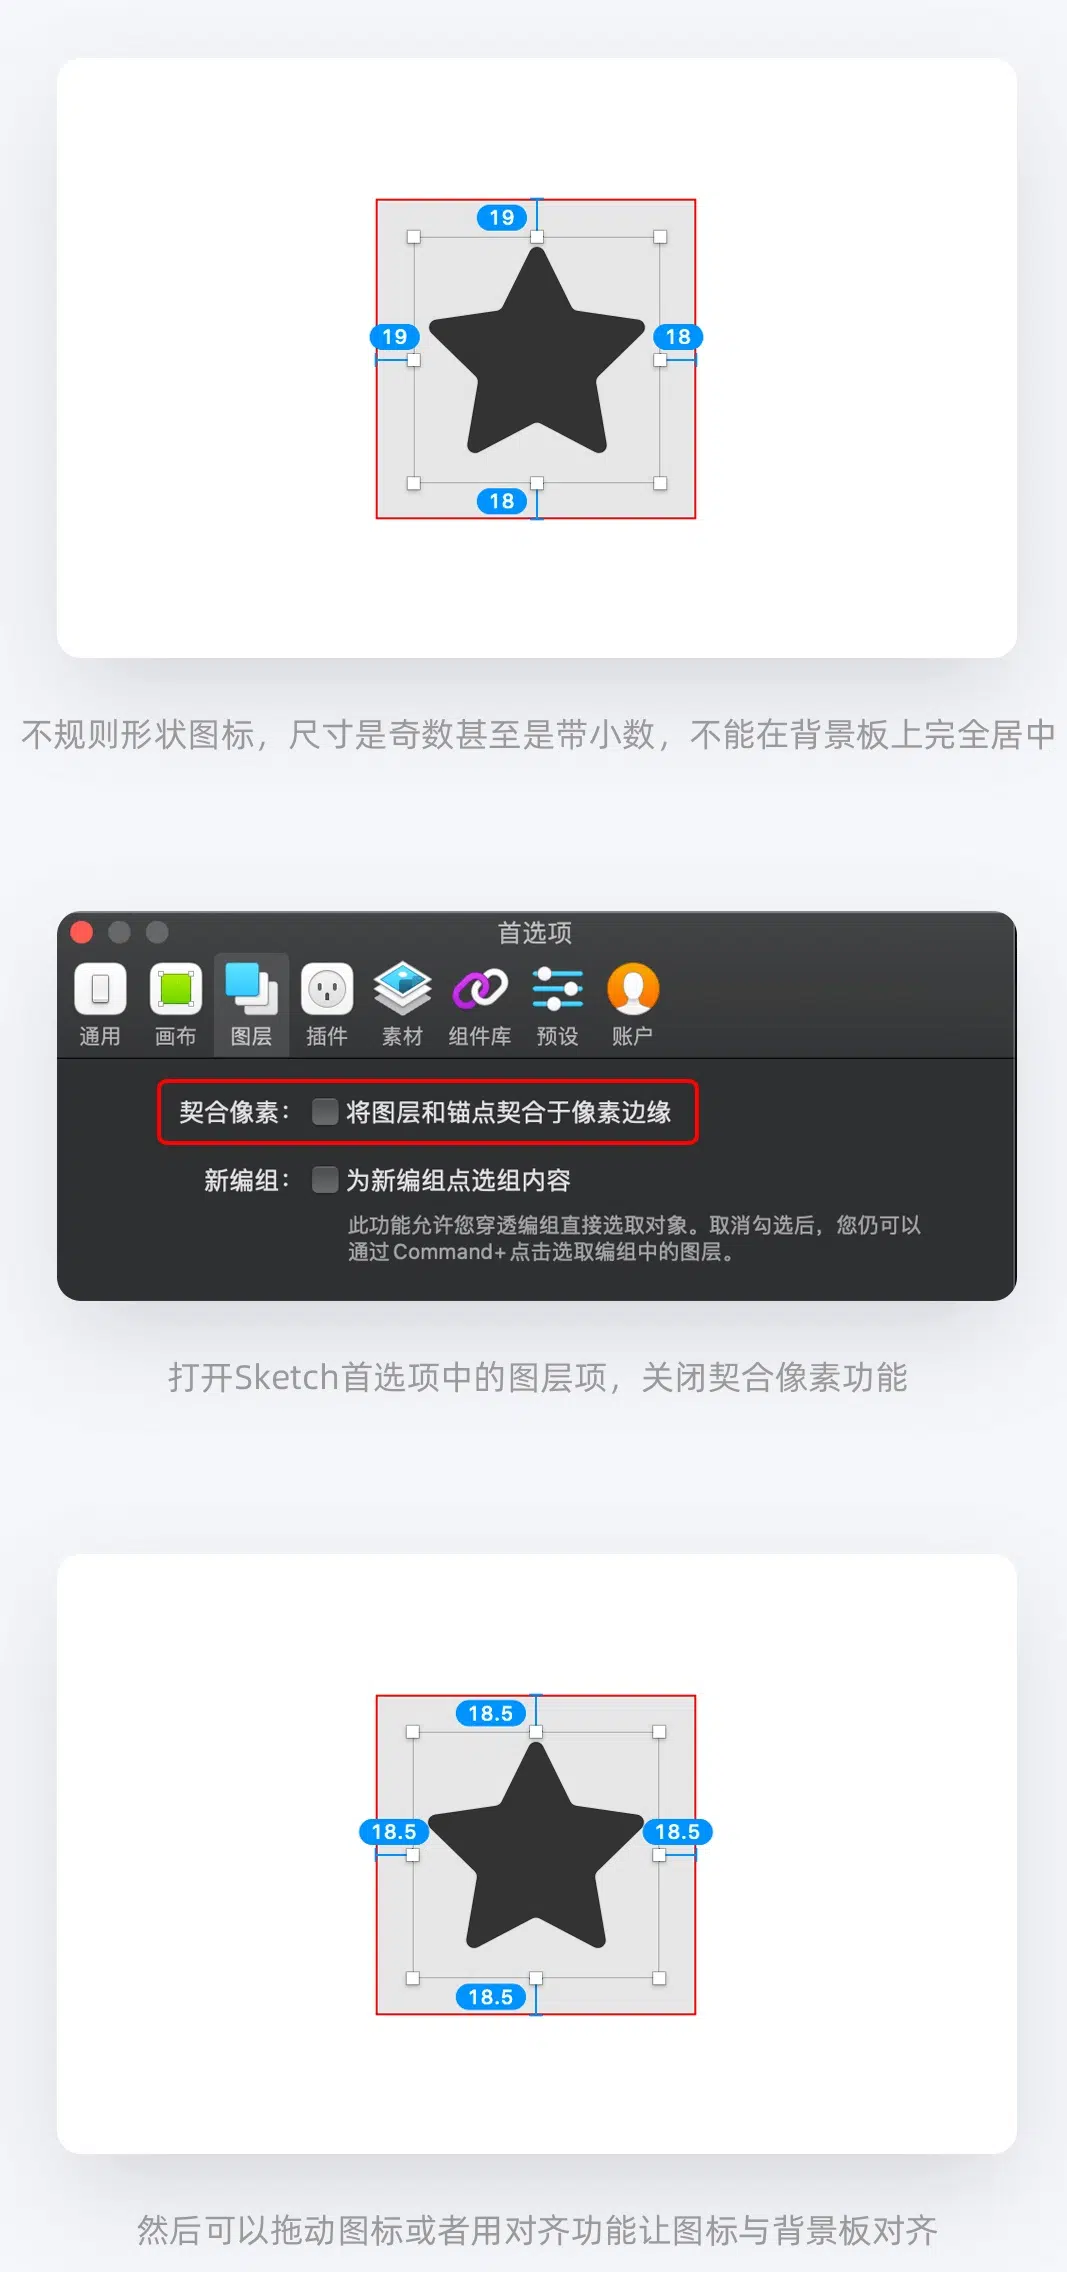 19
19
18
18
不规则形状图标，尺寸是奇数甚至是带小数，不能在背景板上完全居中
首选项
通用 画布 图层 插件 素材 组件库 预设 账户
契合像素： 将图层和锚点契合于像素边缘
新编组： 为新编组点选组内容
此功能允许您穿透编组直接选取对象。取消勾选后，您仍可以
通过Command+点击选取编组中的图层。
打开Sketch首选项中的图层项，关闭契合像素功能
18.5
18.5
18.5
18.5
然后可以拖动图标或者用对齐功能让图标与背景板对齐